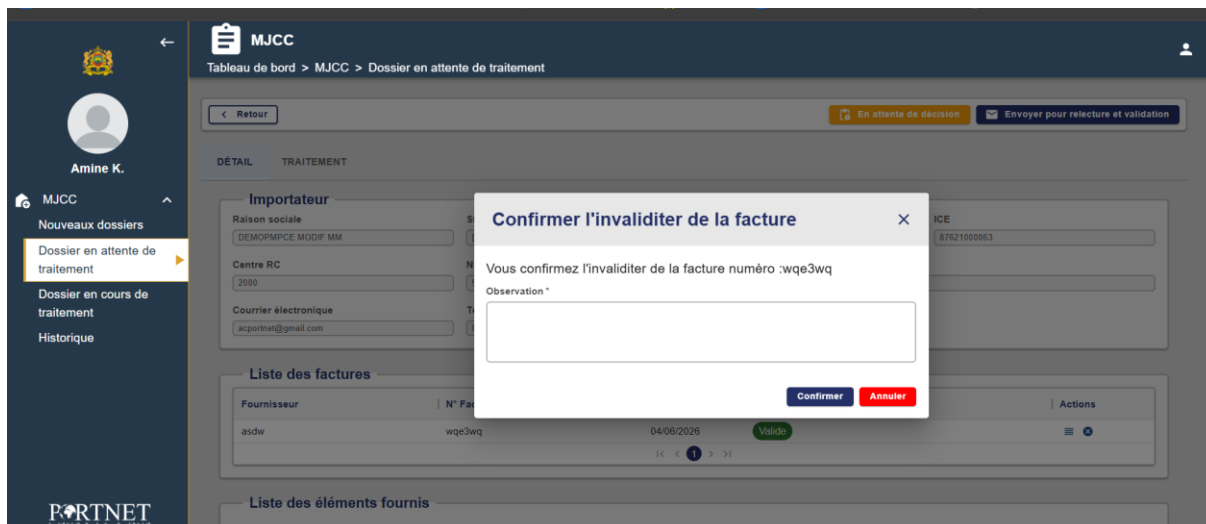 MJCC
Tableau de bord > MJCC > Dossier en attente de traitement
Amine K.
MJCC
Nouveaux dossiers
Dossier en attente de
traitement
Dossier en cours de
traitement
Historique
PORTNET
Retour
En attente de décision
Envoyer pour relecture et validation
DÉTAIL
TRAITEMENT
Importateur
Raison sociale
ICE
DEMOPMPCE MODIF MM
87621000063
Centre RC
2000
Courrier électronique
acportnet@gmail.com
Confirmer l'invaliditer de la facture
Vous confirmez l'invaliditer de la facture numèro :wqe3wq
Observation *
Confirmer
Annuler
Liste des factures
Fournisseur
N° Fac
Actions
asdw
wqe3wq
04/06/2026
Valide
1
Liste des éléments fournis